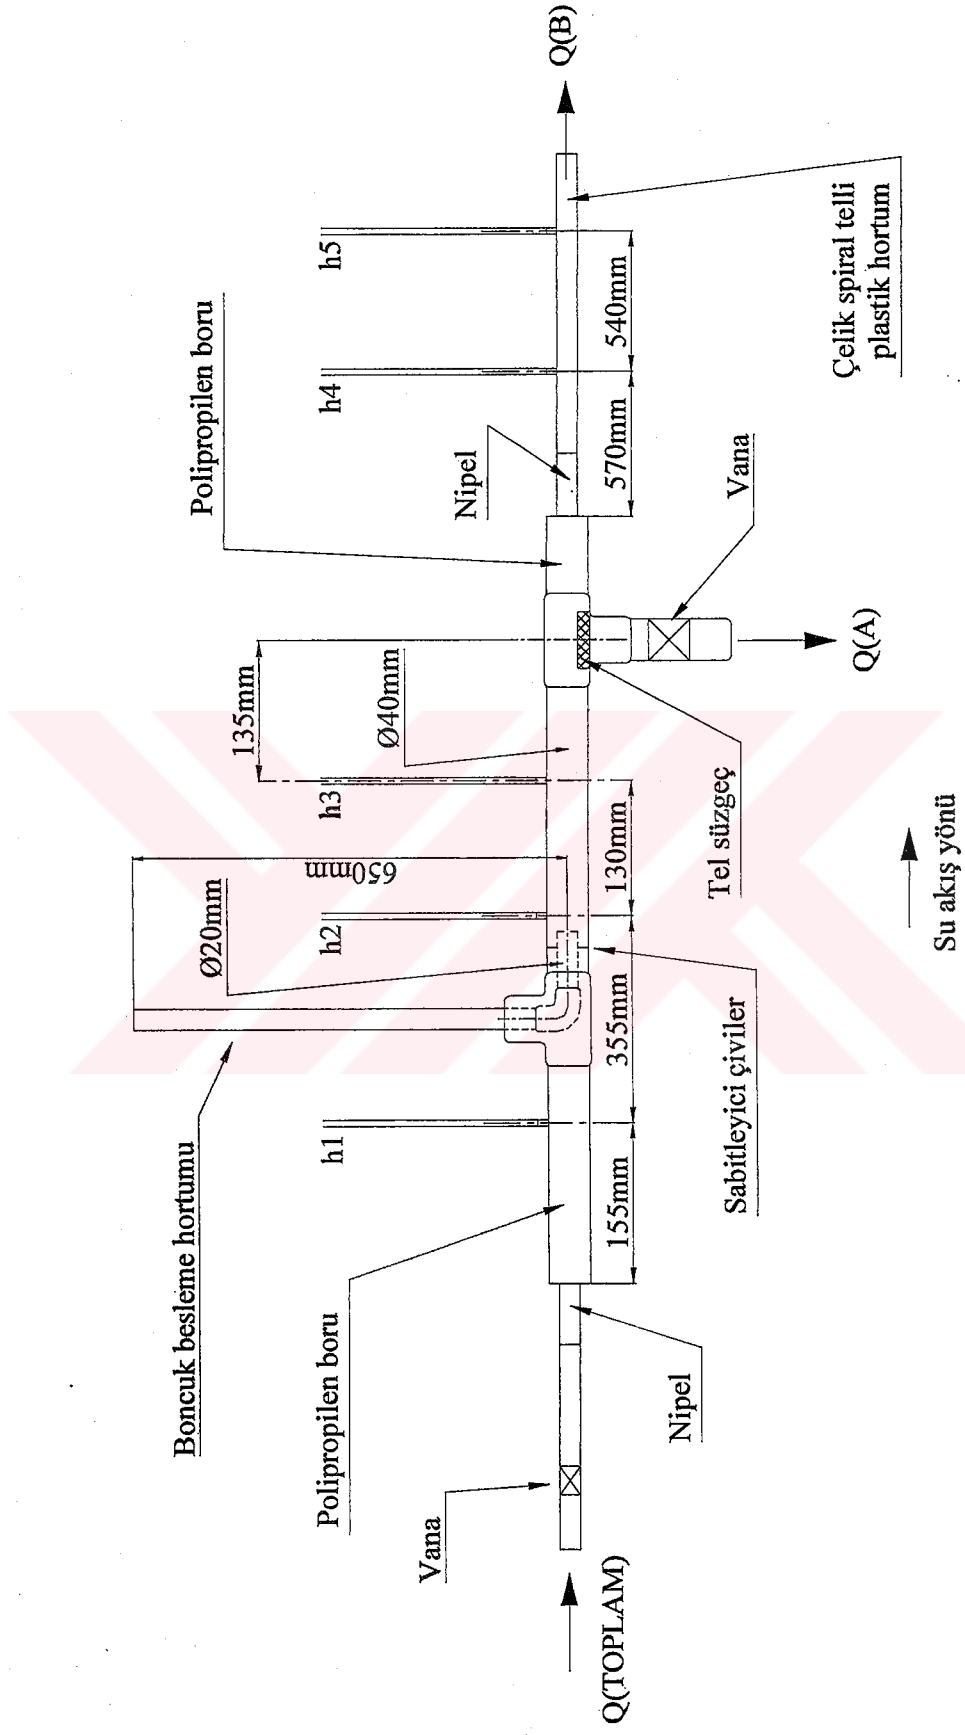 Q(TOPLAM)
Vana
Polipropilen boru
Boncuk besleme hortumu
Nipel
155mm
h1
355mm
Sabitleyici çiviler
Ø20mm
h2
650mm
130mm
h3
135mm
Ø40mm
Tel süzgeç
Q(A)
Vana
Polipropilen boru
Nipel
570mm
h4
540mm
h5
Çelik spiral telli
plastik hortum
Q(B)
Su akış yönü